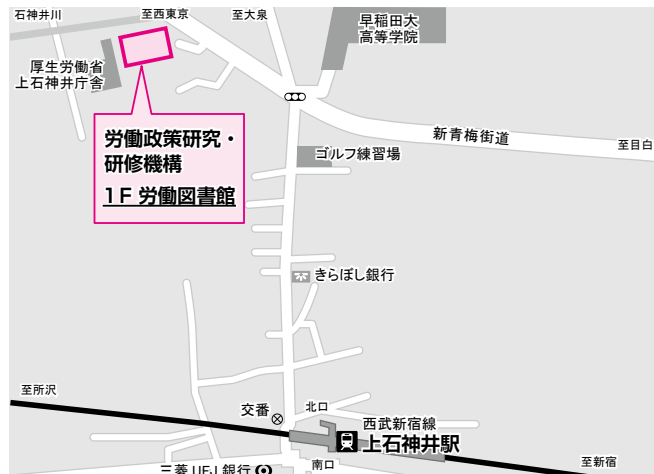 石神井川
至西東京
至大泉
早稲田大
高等学院
厚生労働省
上石神井庁舎
労働政策研究・
研修機構
1F 労働図書館
新青梅街道
至目白
ゴルフ練習場
きらぼし銀行
至所沢
交番
北口
西武新宿線
上石神井駅
至新宿
三菱UFJ銀行
南口